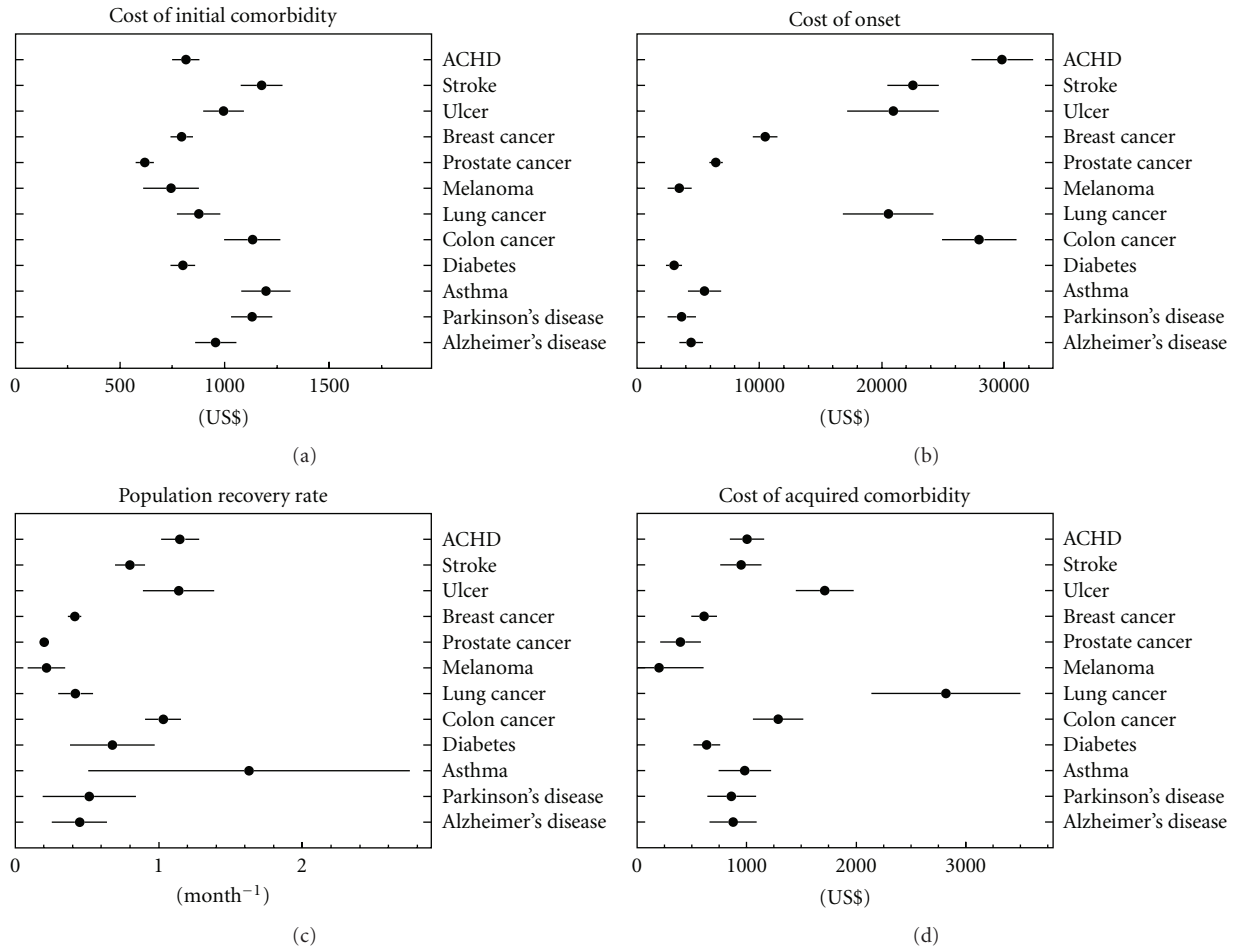 Cost of initial comorbidity
ACHD
Stroke
Ulcer
Breast cancer
Prostate cancer
Melanoma
Lung cancer
Colon cancer
Diabetes
Asthma
Parkinson's disease
Alzheimer's disease
0 500 1000 1500
(US$)
(a)
Cost of onset
ACHD
Stroke
Ulcer
Breast cancer
Prostate cancer
Melanoma
Lung cancer
Colon cancer
Diabetes
Asthma
Parkinson's disease
Alzheimer's disease
0 10000 20000 30000
(US$)
(b)
Population recovery rate
ACHD
Stroke
Ulcer
Breast cancer
Prostate cancer
Melanoma
Lung cancer
Colon cancer
Diabetes
Asthma
Parkinson's disease
Alzheimer's disease
0 1 2
(month⁻¹)
(c)
Cost of acquired comorbidity
ACHD
Stroke
Ulcer
Breast cancer
Prostate cancer
Melanoma
Lung cancer
Colon cancer
Diabetes
Asthma
Parkinson's disease
Alzheimer's disease
0 1000 2000 3000
(US$)
(d)